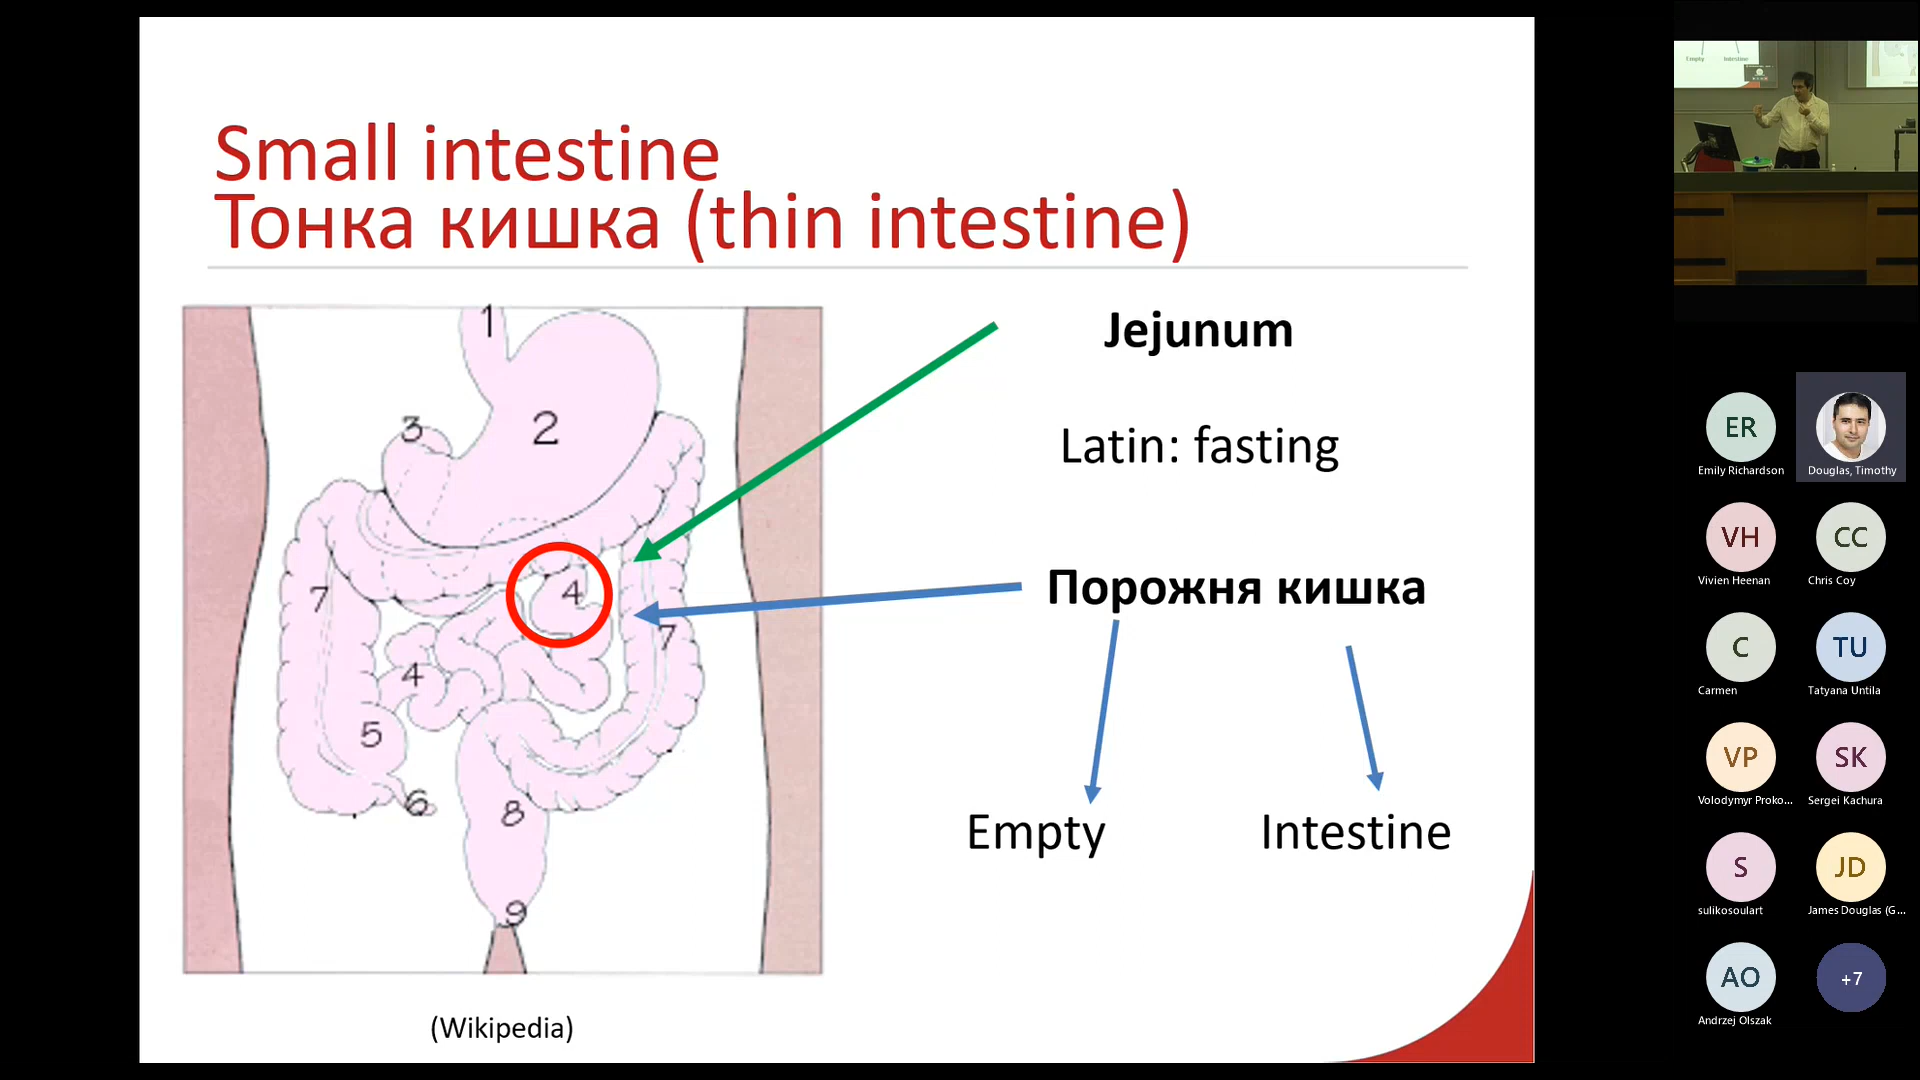 Small intestine
Тонка кишка (thin intestine)
1
2
3
4
4
5
6
7
7
8
9
Jejunum
Latin: fasting
Порожня кишка
Empty
Intestine
(Wikipedia)
Empty
Intestine
ER
Emily Richardson
Douglas, Timothy
VH
Vivien Heenan
CC
Chris Coy
C
Carmen
TU
Tatyana Untila
VP
Volodymyr Proko...
SK
Sergei Kachura
S
sulikosoulart
JD
James Douglas (G...
AO
Andrzej Olszak
+7